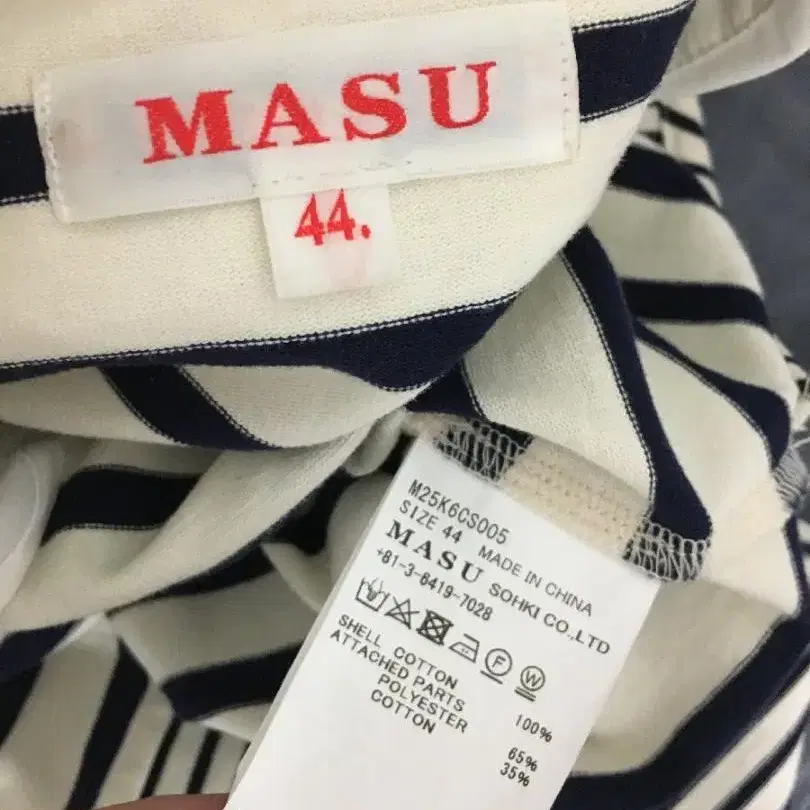 MASU
44.
M25K6CS005
SIZE 44 MADE IN CHINA
MASU SOHKI CO.,LTD
+81-3-6419-7028
SHELL COTTON 100%
ATTACHED PARTS
POLYESTER 65%
COTTON 35%